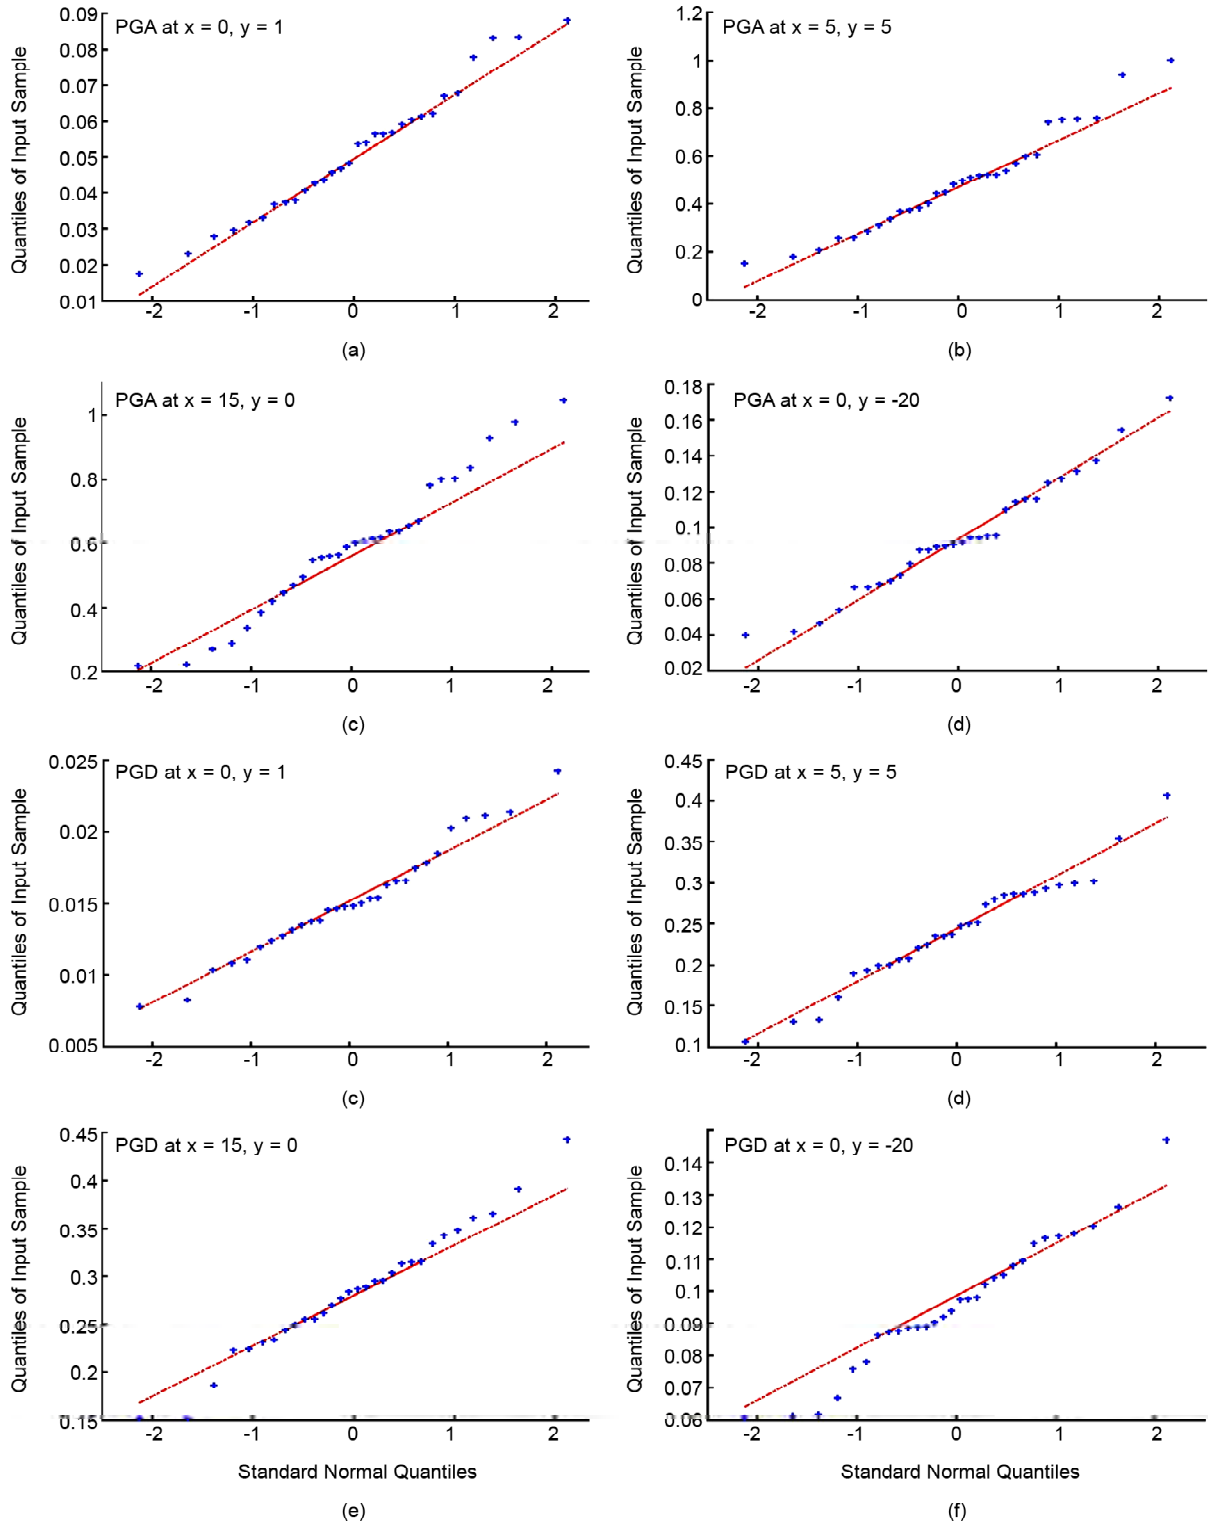 PGA at x = 0, y = 1
Quantiles of Input Sample
0.09
0.08
0.07
0.06
0.05
0.04
0.03
0.02
0.01
-2 -1 0 1 2
(a)
PGA at x = 5, y = 5
Quantiles of Input Sample
1.2
1
0.8
0.6
0.4
0.2
0
-2 -1 0 1 2
(b)
PGA at x = 15, y = 0
Quantiles of Input Sample
1
0.8
0.6
0.4
0.2
-2 -1 0 1 2
(c)
PGA at x = 0, y = -20
Quantiles of Input Sample
0.18
0.16
0.14
0.12
0.1
0.08
0.06
0.04
0.02
-2 -1 0 1 2
(d)
PGD at x = 0, y = 1
Quantiles of Input Sample
0.025
0.02
0.015
0.01
0.005
-2 -1 0 1 2
(c)
PGD at x = 5, y = 5
Quantiles of Input Sample
0.45
0.4
0.35
0.3
0.25
0.2
0.15
0.1
-2 -1 0 1 2
(d)
PGD at x = 15, y = 0
Quantiles of Input Sample
0.45
0.4
0.35
0.3
0.25
0.2
0.15
-2 -1 0 1 2
Standard Normal Quantiles
(e)
PGD at x = 0, y = -20
Quantiles of Input Sample
0.14
0.13
0.12
0.11
0.1
0.09
0.08
0.07
0.06
-2 -1 0 1 2
Standard Normal Quantiles
(f)